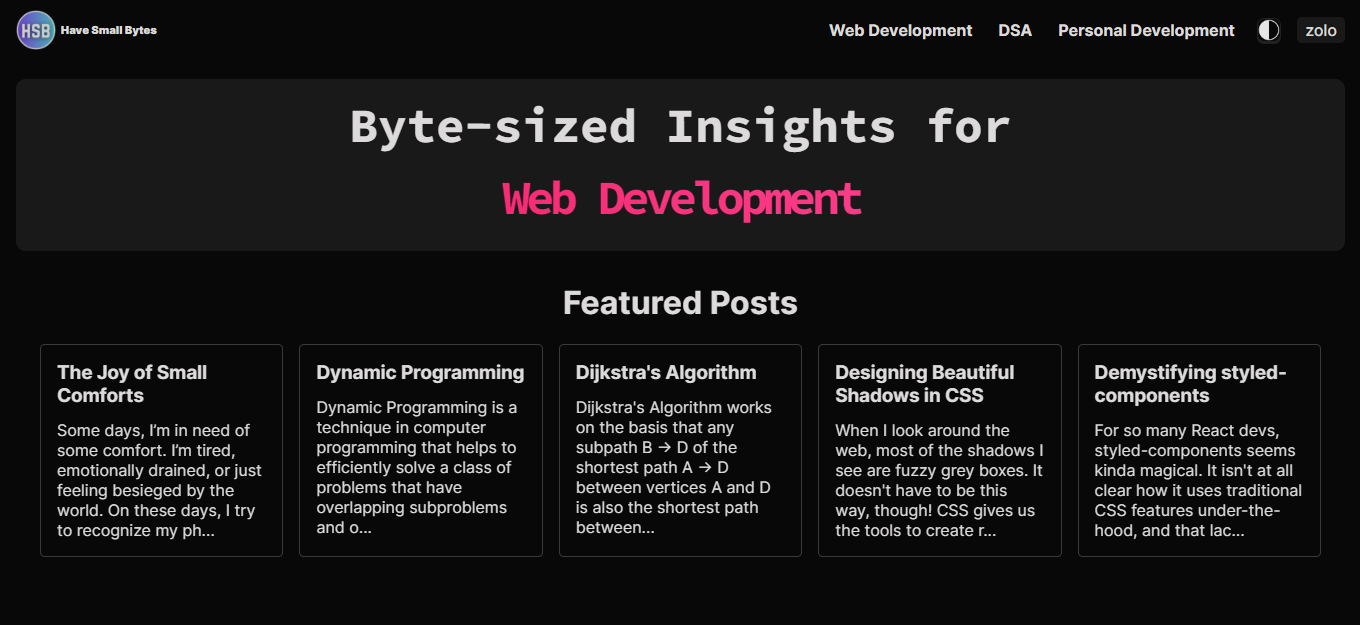 HSB Have Small Bytes
Web Development DSA Personal Development zolo
Byte-sized Insights for
Web Development
Featured Posts
The Joy of Small
Comforts
Some days, I’m in need of
some comfort. I’m tired,
emotionally drained, or just
feeling besieged by the
world. On these days, I try
to recognize my ph...
Dynamic Programming
Dynamic Programming is a
technique in computer
programming that helps to
efficiently solve a class of
problems that have
overlapping subproblems
and o...
Dijkstra's Algorithm
Dijkstra's Algorithm works
on the basis that any
subpath B → D of the
shortest path A → D
between vertices A and D
is also the shortest path
between...
Designing Beautiful
Shadows in CSS
When I look around the
web, most of the shadows I
see are fuzzy grey boxes. It
doesn't have to be this
way, though! CSS gives us
the tools to create r...
Demystifying styled-
components
For so many React devs,
styled-components seems
kinda magical. It isn't at all
clear how it uses traditional
CSS features under-the-
hood, and that lac...